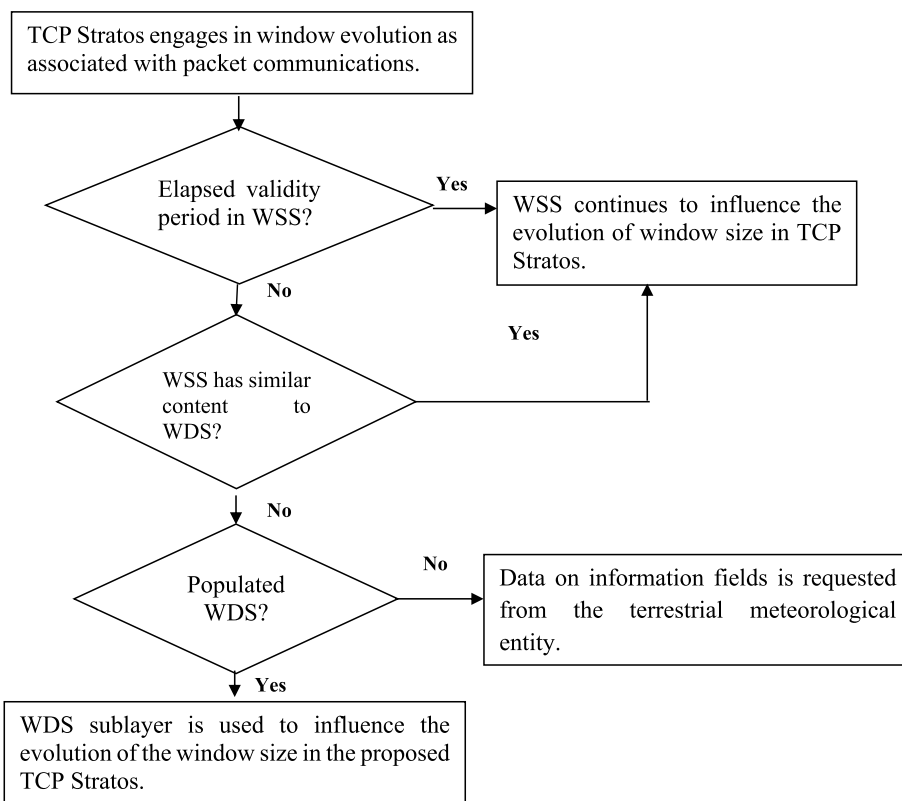 TCP Stratos engages in window evolution as
associated with packet communications.
Elapsed validity
period in WSS?
Yes
WSS continues to influence the
evolution of window size in TCP
Stratos.
No
Yes
WSS has similar
content to
WDS?
No
Populated
WDS?
No
Data on information fields is requested
from the terrestrial meteorological
entity.
Yes
WDS sublayer is used to influence the
evolution of the window size in the proposed
TCP Stratos.